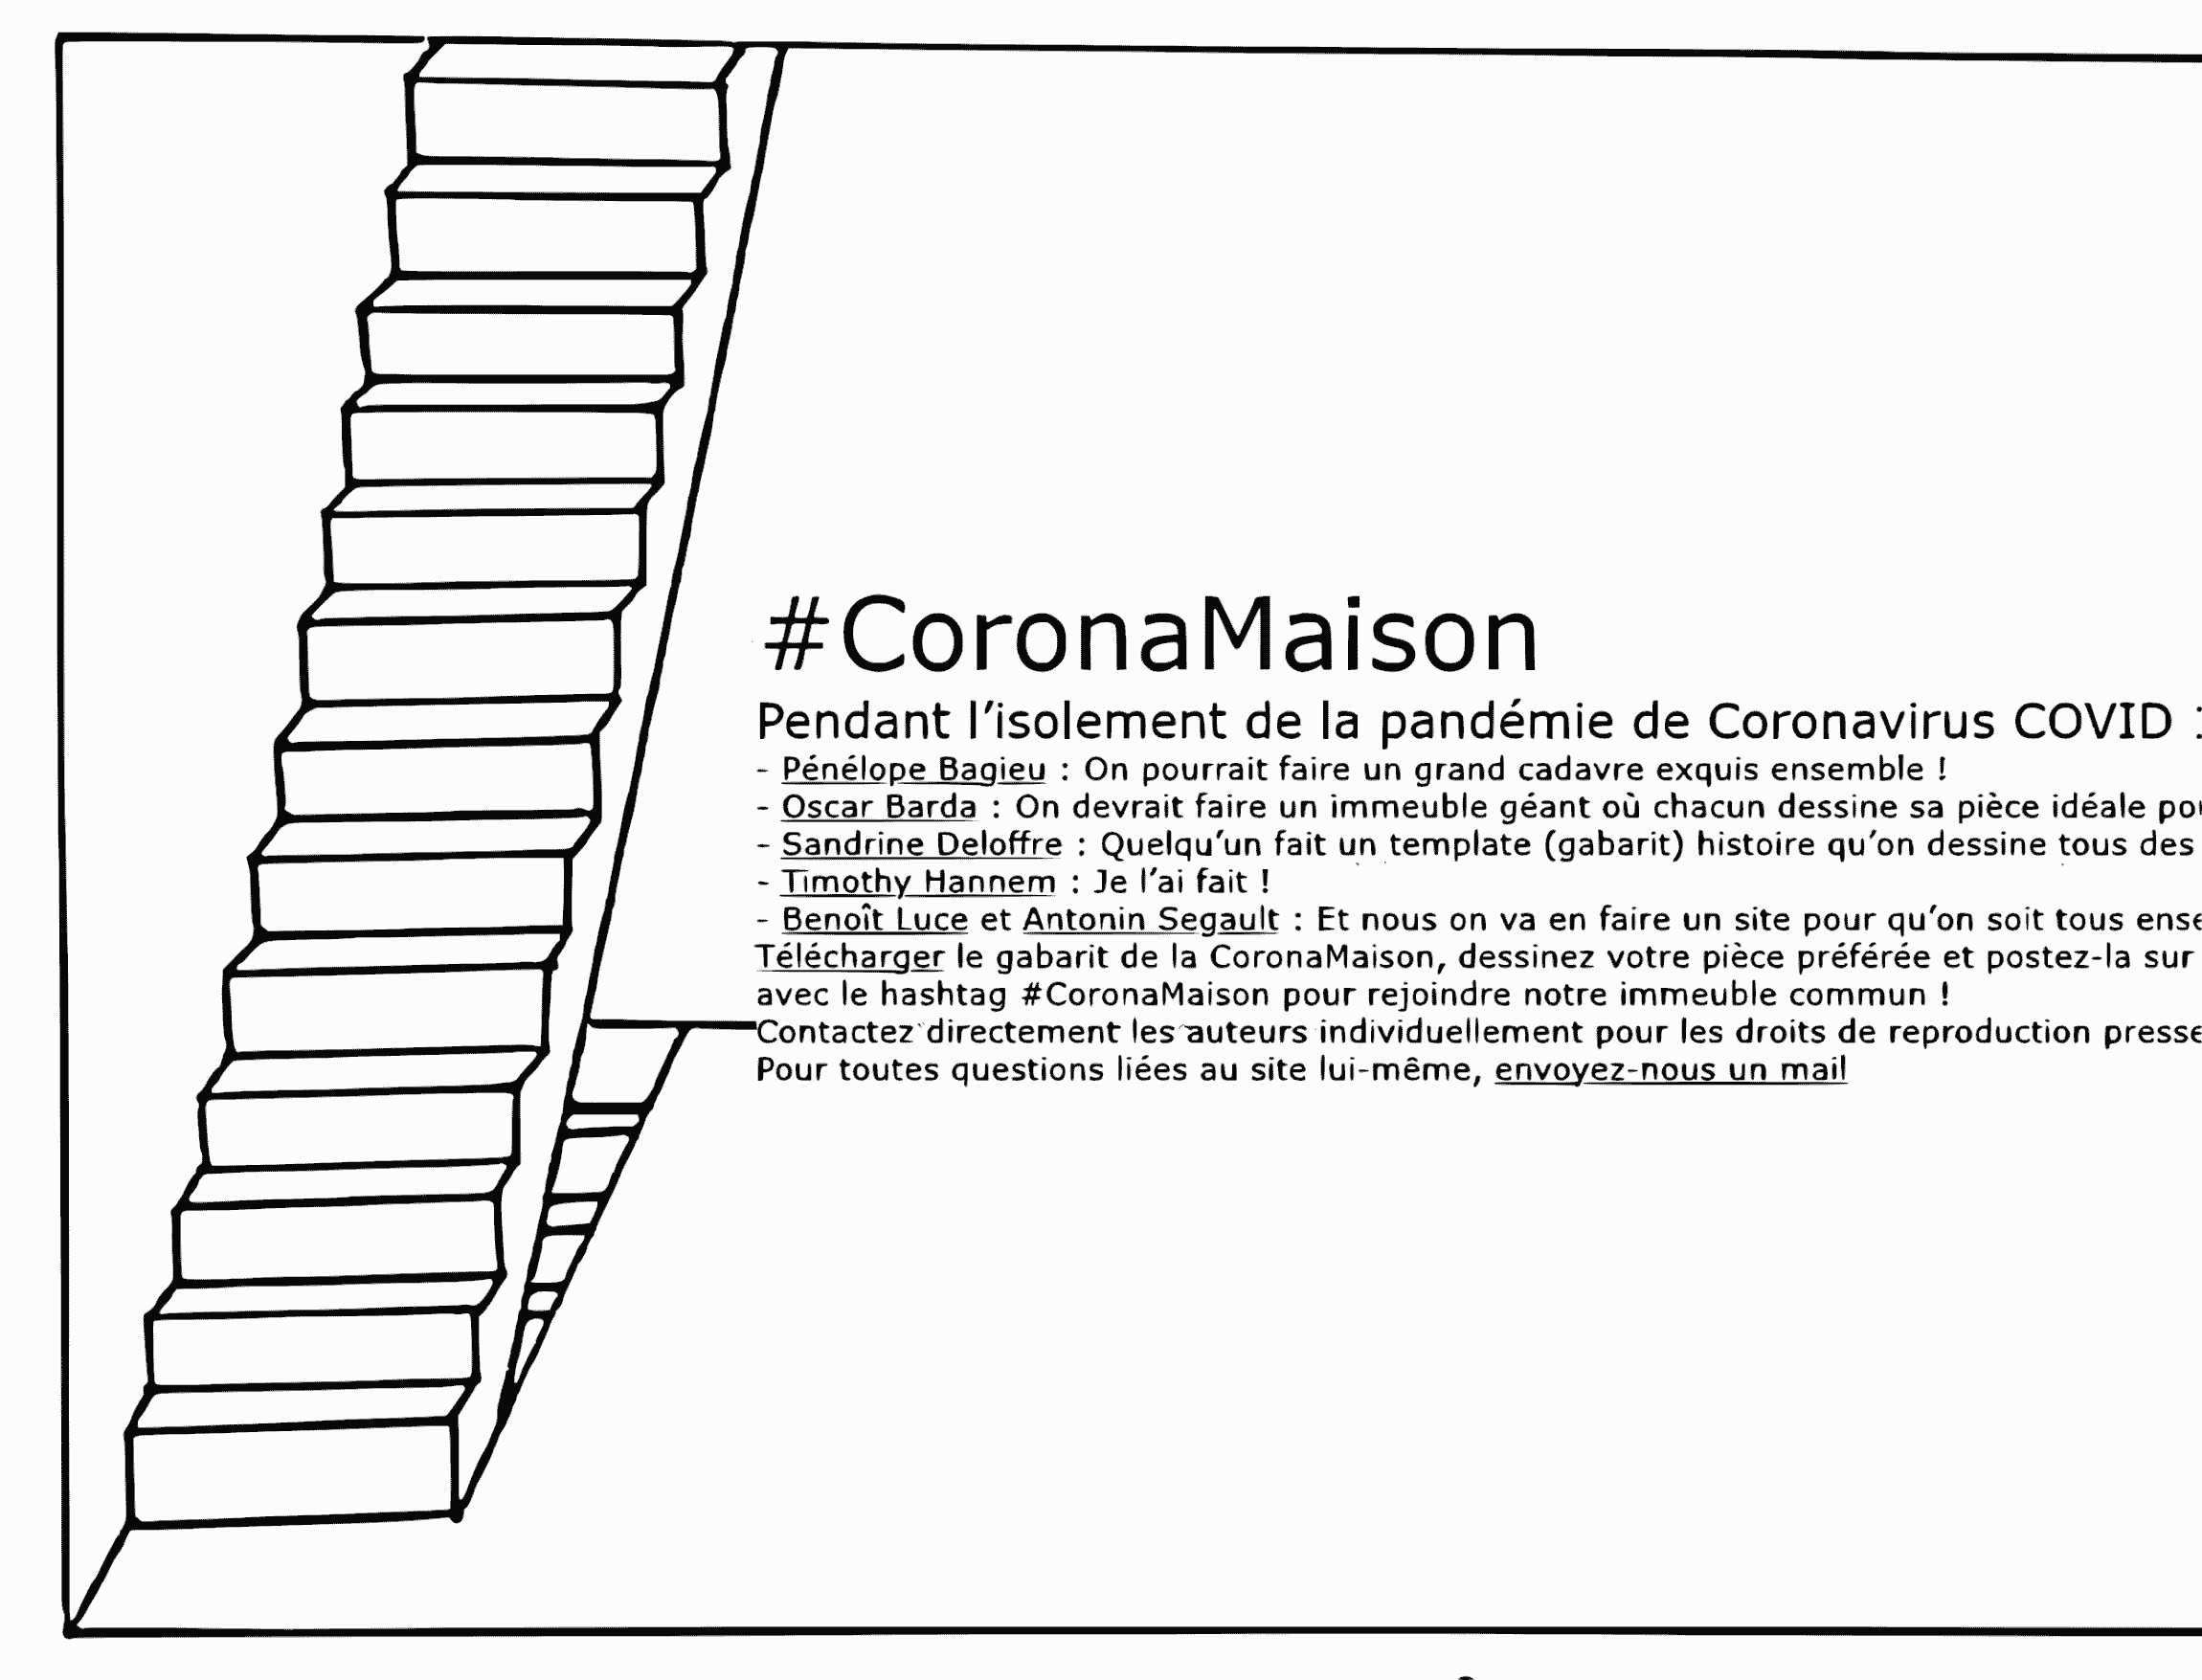 #CoronaMaison
Pendant l’isolement de la pandémie de Coronavirus COVID
- Pénélope Bagieu : On pourrait faire un grand cadavre exquis ensemble !
- Oscar Barda : On devrait faire un immeuble géant où chacun dessine sa pièce idéale
- Sandrine Deloffre : Quelqu’un fait un template (gabarit) histoire qu’on dessine tous des
- Timothy Hannem : Je l’ai fait !
- Benoît Luce et Antonin Segault : Et nous on va en faire un site pour qu’on soit tous
Télécharger le gabarit de la CoronaMaison, dessinez votre pièce préférée et postez-la sur
avec le hashtag #CoronaMaison pour rejoindre notre immeuble commun !
Contactez directement les auteurs individuellement pour les droits de reproduction presse
Pour toutes questions liées au site lui-même, envoyez-nous un mail